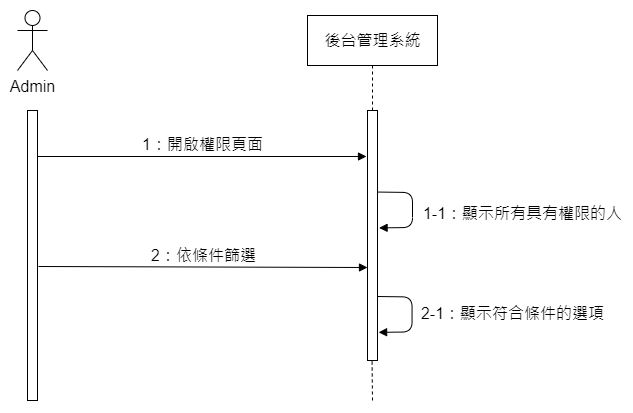 後台管理系統
Admin
1：開啟權限頁面
1-1：顯示所有具有權限的人
2：依條件篩選
2-1：顯示符合條件的選項